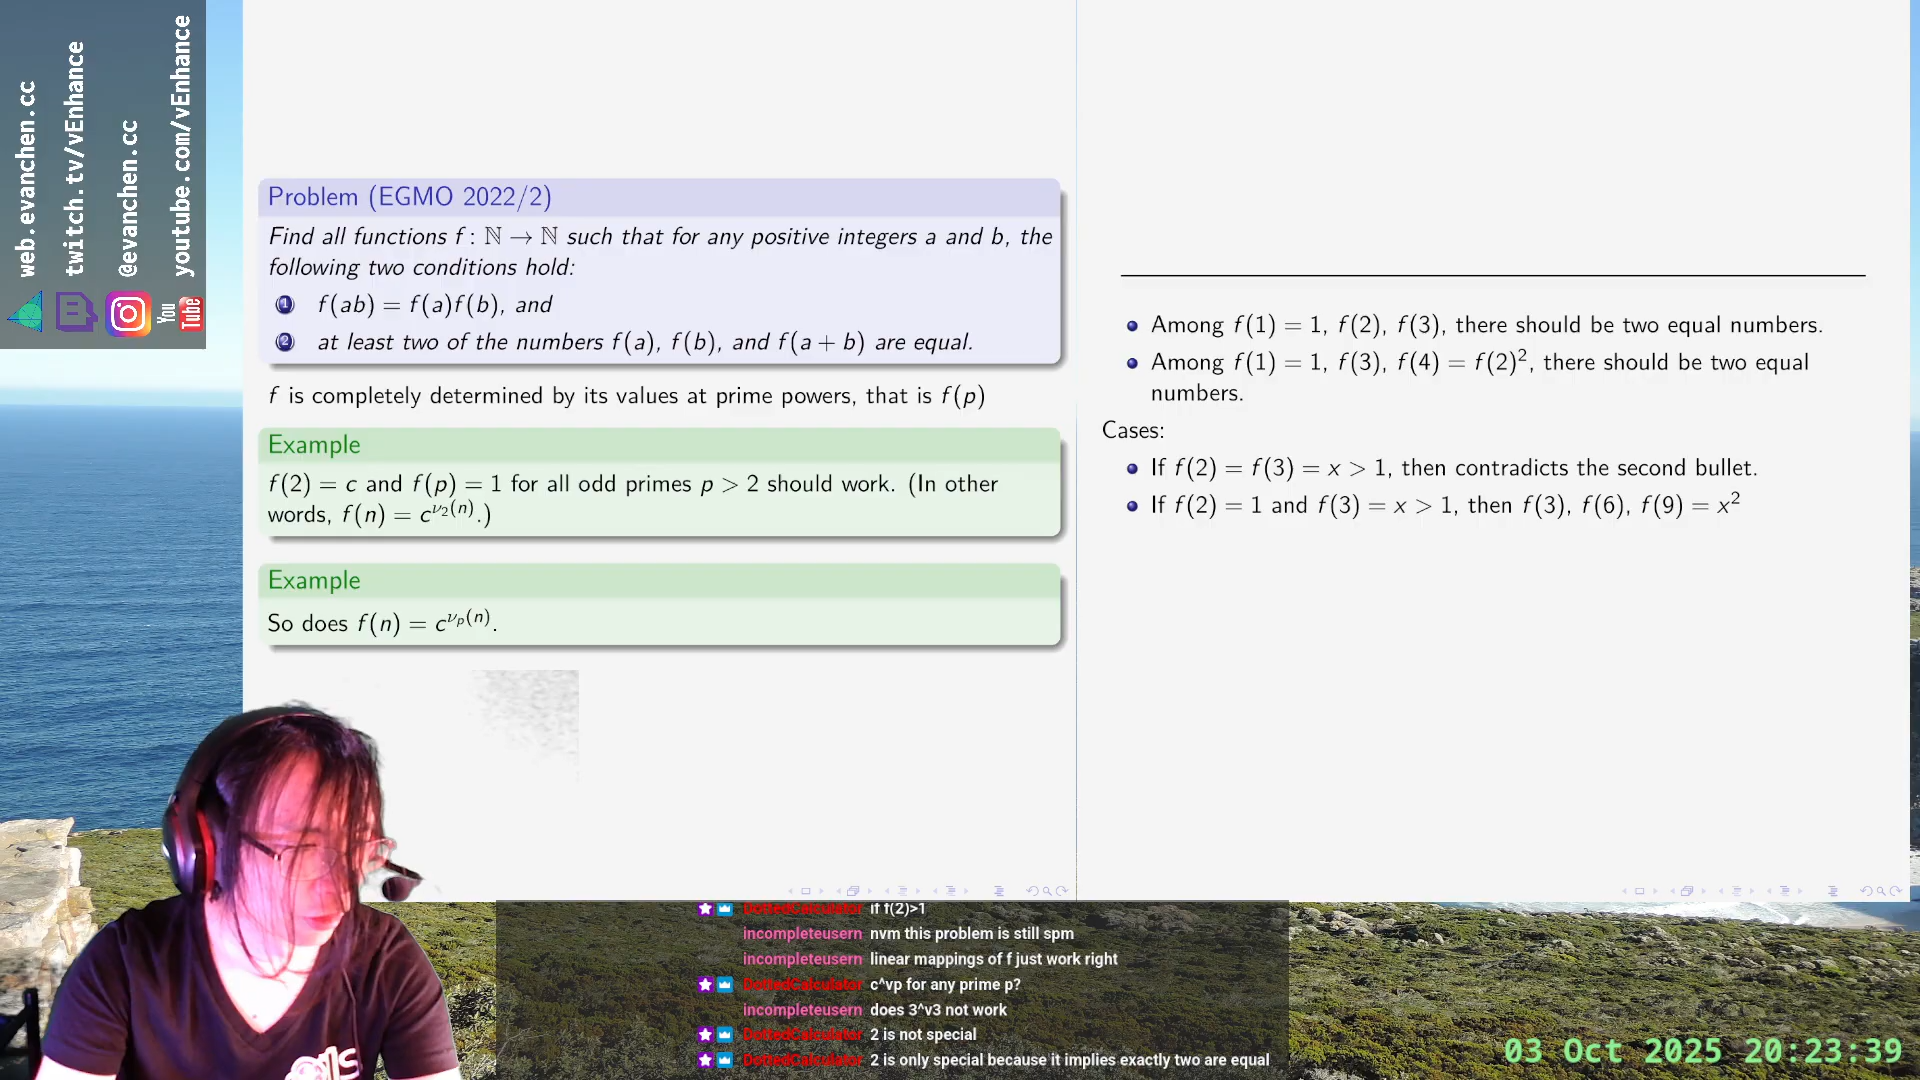 web.evanchen.cc
twitch.tv/vEnhance
@evanchen.cc
youtube.com/vEnhance
You
Tube
Problem (EGMO 2022/2)
Find all functions f : ℕ → ℕ such that for any positive integers a and b, the
following two conditions hold:
1 f(ab) = f(a)f(b), and
2 at least two of the numbers f(a), f(b), and f(a + b) are equal.
f is completely determined by its values at prime powers, that is f(p)
Example
f(2) = c and f(p) = 1 for all odd primes p > 2 should work. (In other
words, f(n) = c^{ν₂(n)}.)
Example
So does f(n) = c^{ν_p(n)}.
• Among f(1) = 1, f(2), f(3), there should be two equal numbers.
• Among f(1) = 1, f(3), f(4) = f(2)², there should be two equal
numbers.
Cases:
• If f(2) = f(3) = x > 1, then contradicts the second bullet.
• If f(2) = 1 and f(3) = x > 1, then f(3), f(6), f(9) = x²
DottedCalculator if f(2)>1
incompleteusern nvm this problem is still spm
incompleteusern linear mappings of f just work right
DottedCalculator c^vp for any prime p?
incompleteusern does 3^v3 not work
DottedCalculator 2 is not special
DottedCalculator 2 is only special because it implies exactly two are equal
03 Oct 2025 20:23:39